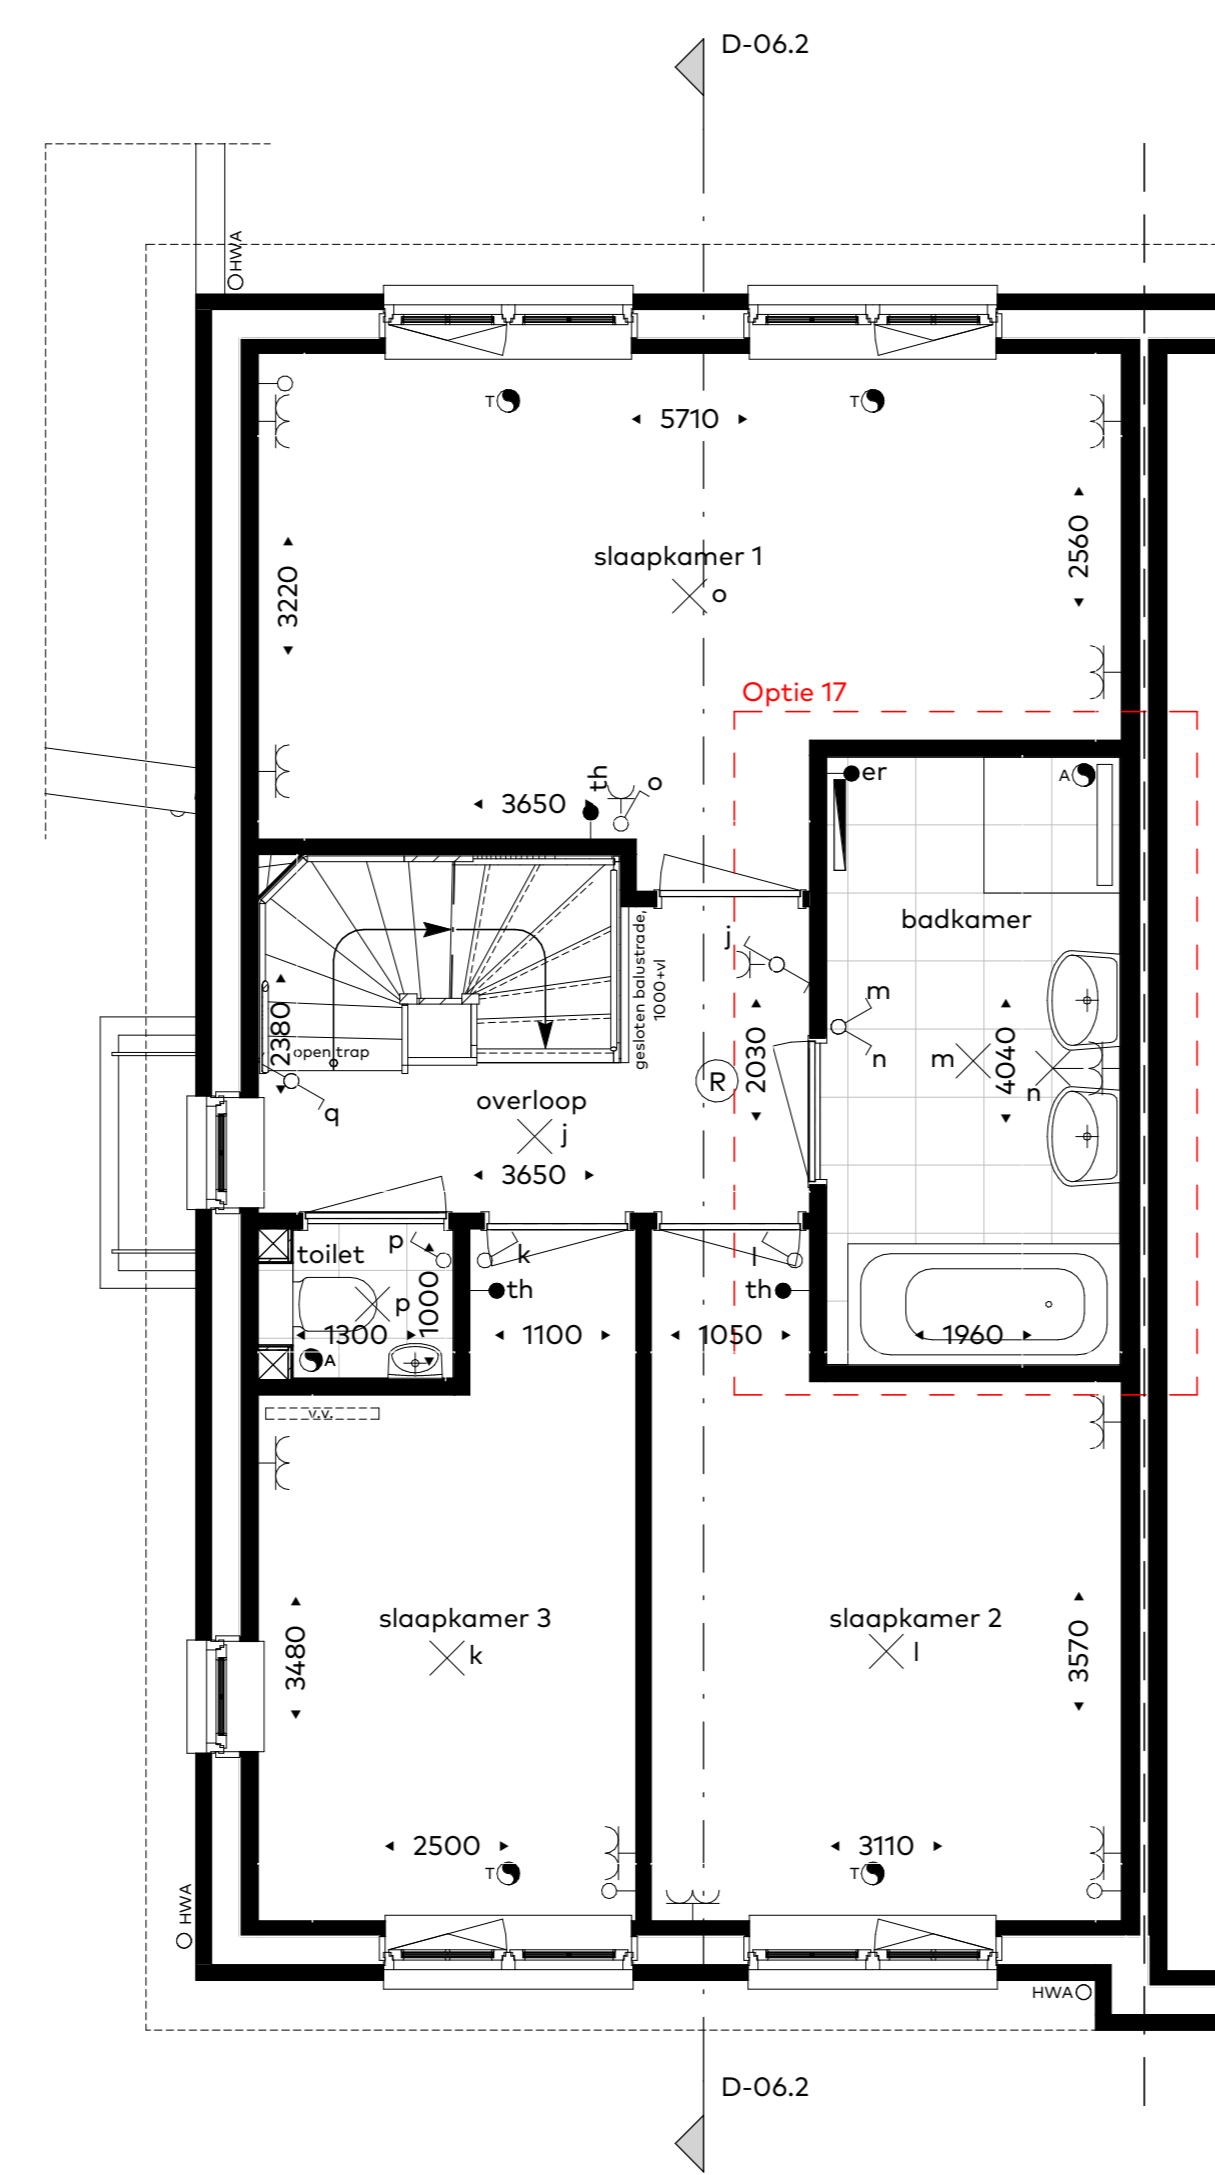 D-06.2
HWA
T
T
5710
2560
3220
slaapkamer 1
o
Optie 17
th
o
3650
er
A
badkamer
j
gesloten balustrade,
1000+vl
m
n
2380
open trap
2030
m
4040
n
R
q
overloop
j
3650
toilet
p
k
l
p
th
th
1000
1300
A
1100
1050
1960
v.v.
slaapkamer 3
k
slaapkamer 2
l
3480
3570
2500
3110
T
T
HWA
HWA
D-06.2